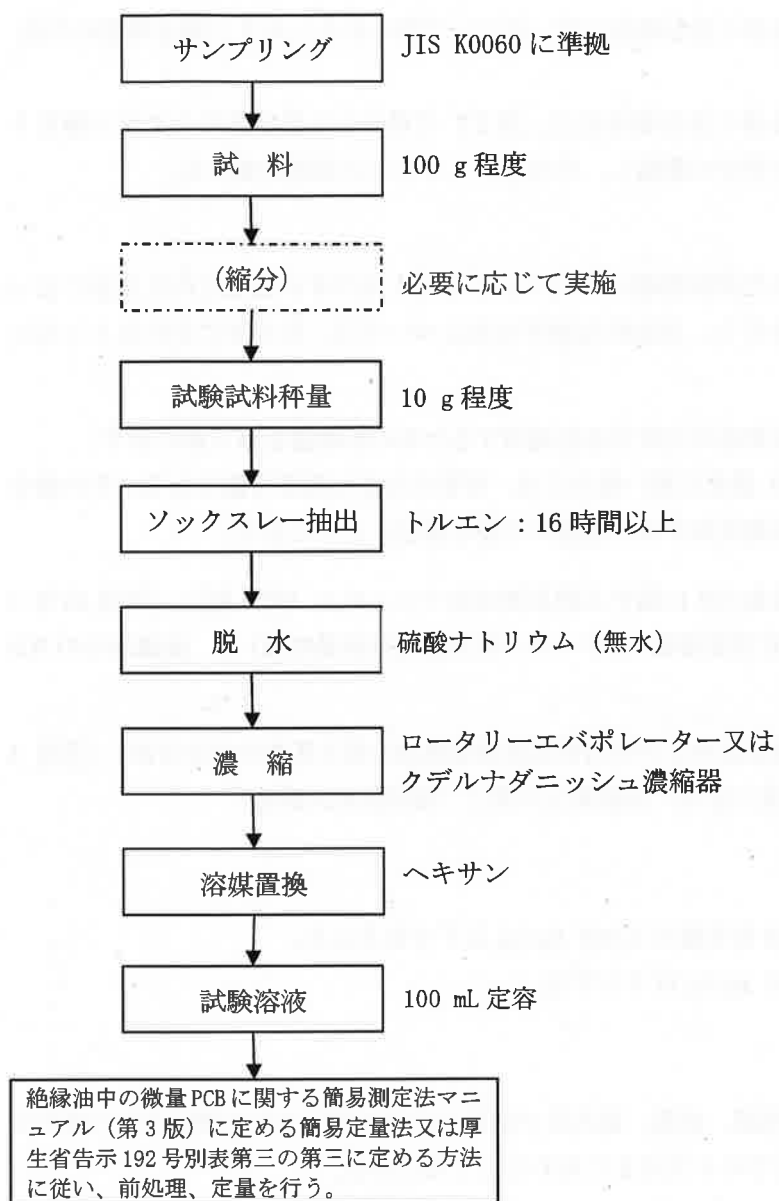 サンプリング JIS K0060 に準拠
試 料 100 g 程度
(縮分) 必要に応じて実施
試験試料秤量 10 g 程度
ソックスレー抽出 トルエン：16 時間以上
脱 水 硫酸ナトリウム（無水）
ロータリーエバポレーター又は
濃 縮
クデルナダニッシュ濃縮器
溶媒置換 ヘキサン
試験溶液 100 mL 定容
絶縁油中の微量 PCB に関する簡易測定法マニ
ュアル（第 3 版）に定める簡易定量法又は厚
生省告示 192 号別表第三の第三に定める方法
に従い、前処理、定量を行う。